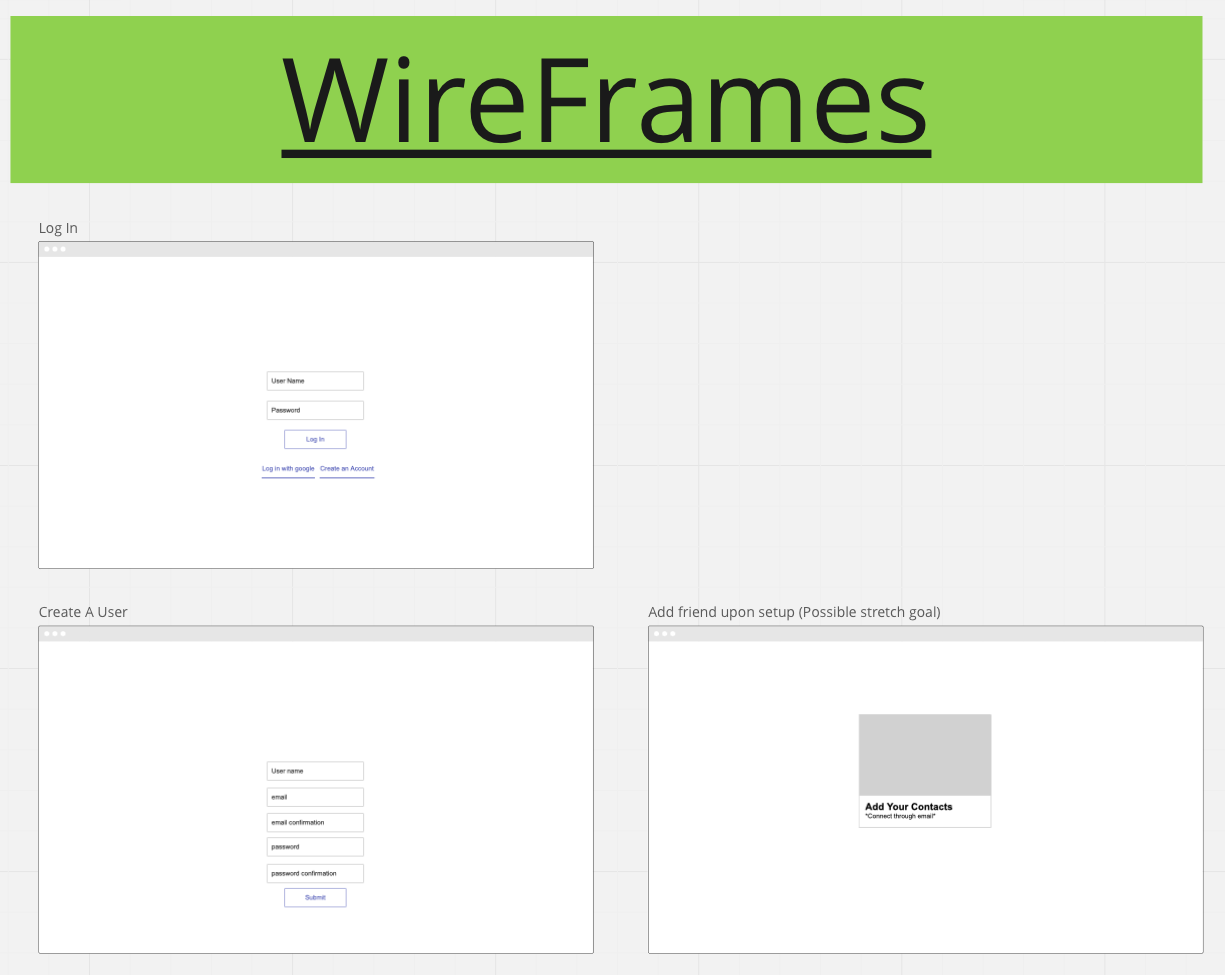 WireFrames
Log In
User Name
Password
Log In
Log in with google Create an Account
Create A User
User name
email
email confirmation
password
password confirmation
Submit
Add friend upon setup (Possible stretch goal)
Add Your Contacts
*Connect through email*